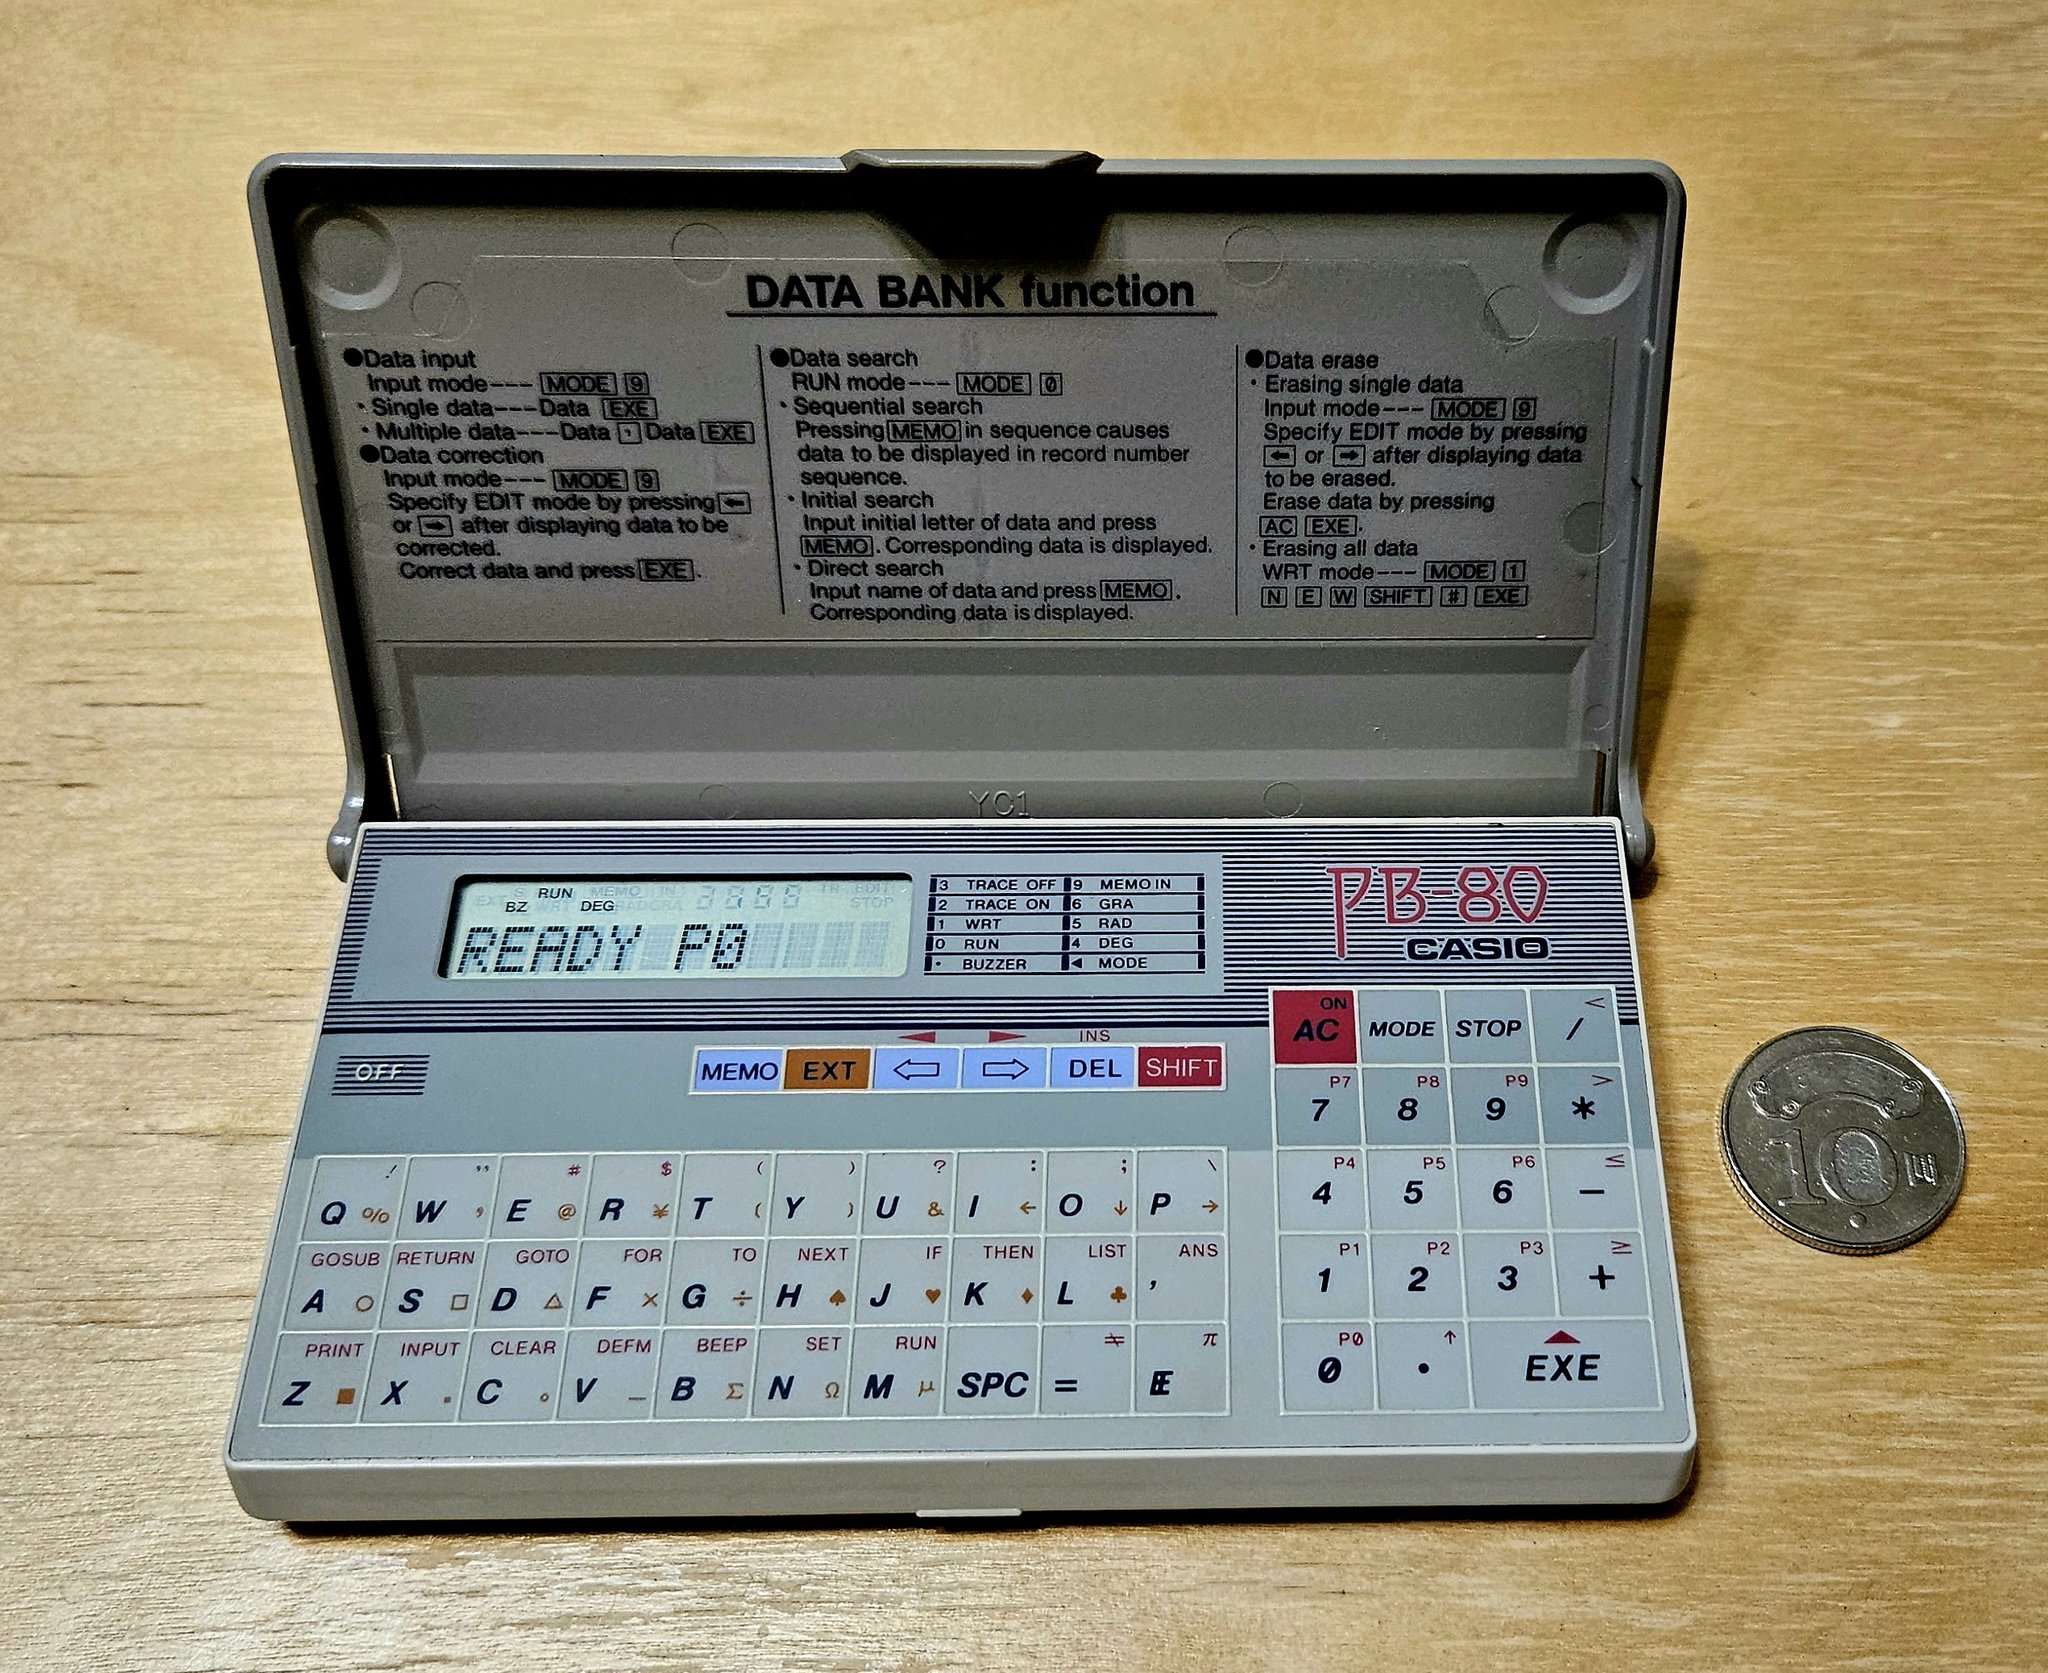 DATA BANK function
●Data input
Input mode--- MODE 9
・Single data---Data EXE
・Multiple data---Data , Data EXE
●Data correction
Input mode--- MODE 9
Specify EDIT mode by pressing ←
or → after displaying data to be
corrected.
Correct data and press EXE.
●Data search
RUN mode--- MODE 0
・Sequential search
Pressing MEMO in sequence causes
data to be displayed in record number
sequence.
・Initial search
Input initial letter of data and press
MEMO. Corresponding data is displayed.
・Direct search
Input name of data and press MEMO.
Corresponding data is displayed.
●Data erase
・Erasing single data
Input mode--- MODE 9
Specify EDIT mode by pressing
← or → after displaying data
to be erased.
Erase data by pressing
AC EXE.
・Erasing all data
WRT mode--- MODE 1
N E W SHIFT # EXE
YC1
RUN
BZ DEG
READY P0
3 TRACE OFF 9 MEMO IN
2 TRACE ON 6 GRA
1 WRT 5 RAD
0 RUN 4 DEG
• BUZZER ◀ MODE
PB-80
CASIO
OFF
◀ ▶ INS
MEMO EXT ⇦ ⇨ DEL SHIFT
ON <
AC MODE STOP /
P7 P8 P9 >
7 8 9 *
P4 P5 P6 ≤
4 5 6 −
P1 P2 P3 ≥
1 2 3 +
P0 ↑ ▲
0 • EXE
! " # $ ( ) ? : ; \
Q % W , E @ R ¥ T ( Y ) U & I ← O ↓ P →
GOSUB RETURN GOTO FOR TO NEXT IF THEN LIST ANS
A ○ S □ D △ F × G ÷ H ♠ J ♥ K ♦ L ♣ ,
PRINT INPUT CLEAR DEFM BEEP SET RUN ≠ π
Z ■ X ▪ C ∘ V _ B Σ N Ω M μ SPC = E
10